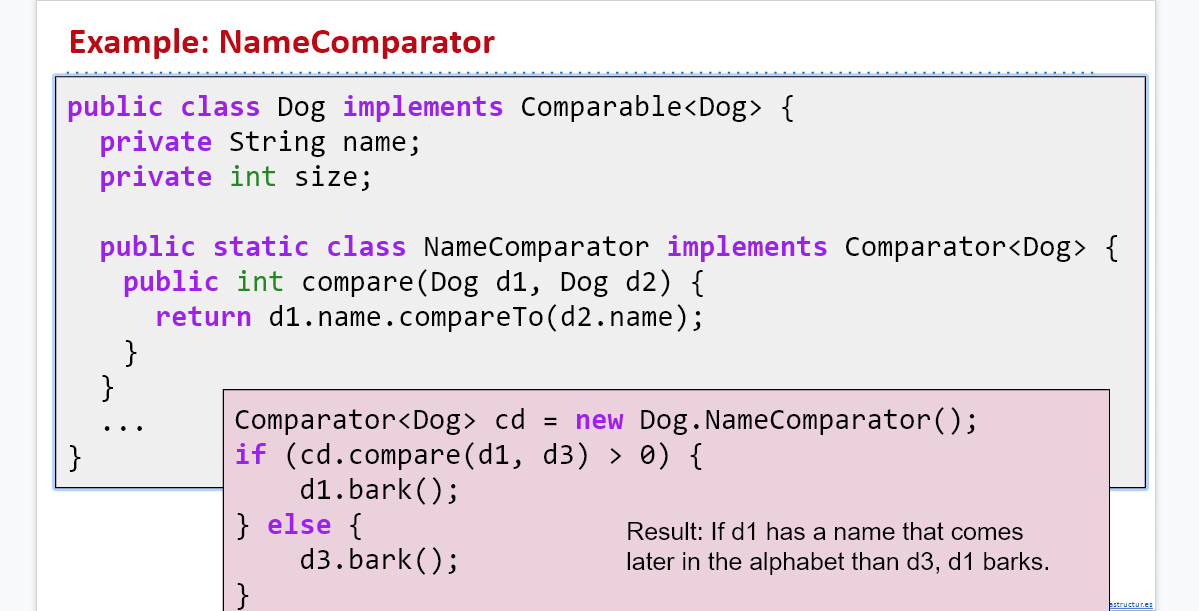 Example: NameComparator
public class Dog implements Comparable<Dog> {
  private String name;
  private int size;
  public static class NameComparator implements Comparator<Dog> {
    public int compare(Dog d1, Dog d2) {
      return d1.name.compareTo(d2.name);
    }
  }
  ...
}
Comparator<Dog> cd = new Dog.NameComparator();
if (cd.compare(d1, d3) > 0) {
    d1.bark();
} else {
    d3.bark();
}
Result: If d1 has a name that comes
later in the alphabet than d3, d1 barks.
astructur.es